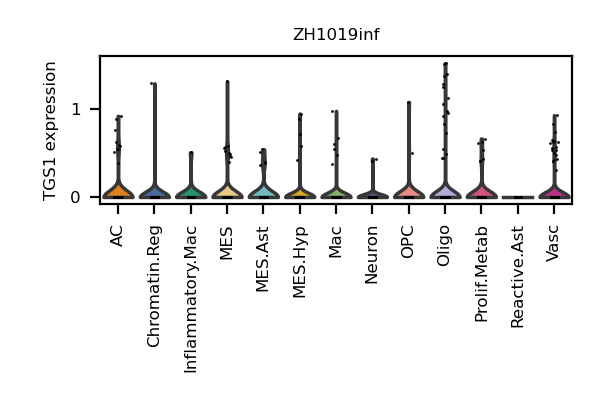 ZH1019inf
TGS1 expression
1
0
AC
Chromatin.Reg
Inflammatory.Mac
MES
MES.Ast
MES.Hyp
Mac
Neuron
OPC
Oligo
Prolif.Metab
Reactive.Ast
Vasc